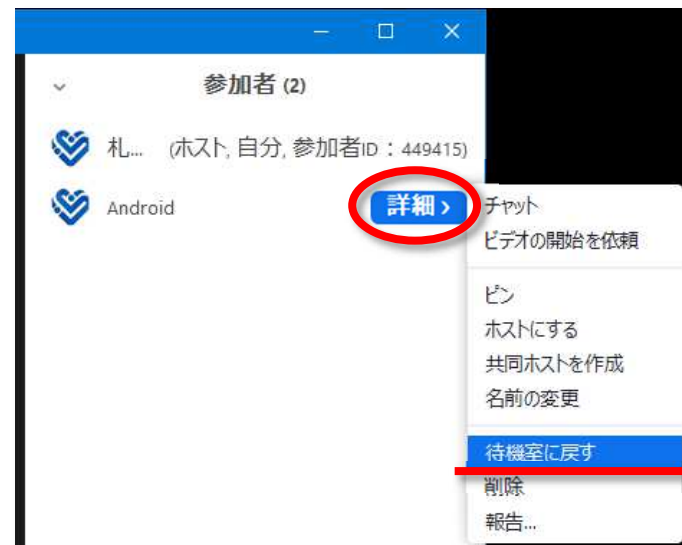 参加者 (2)
札... (ホスト, 自分, 参加者ID：449415)
Android
詳細 ›
チャット
ビデオの開始を依頼
ピン
ホストにする
共同ホストを作成
名前の変更
待機室に戻す
削除
報告...